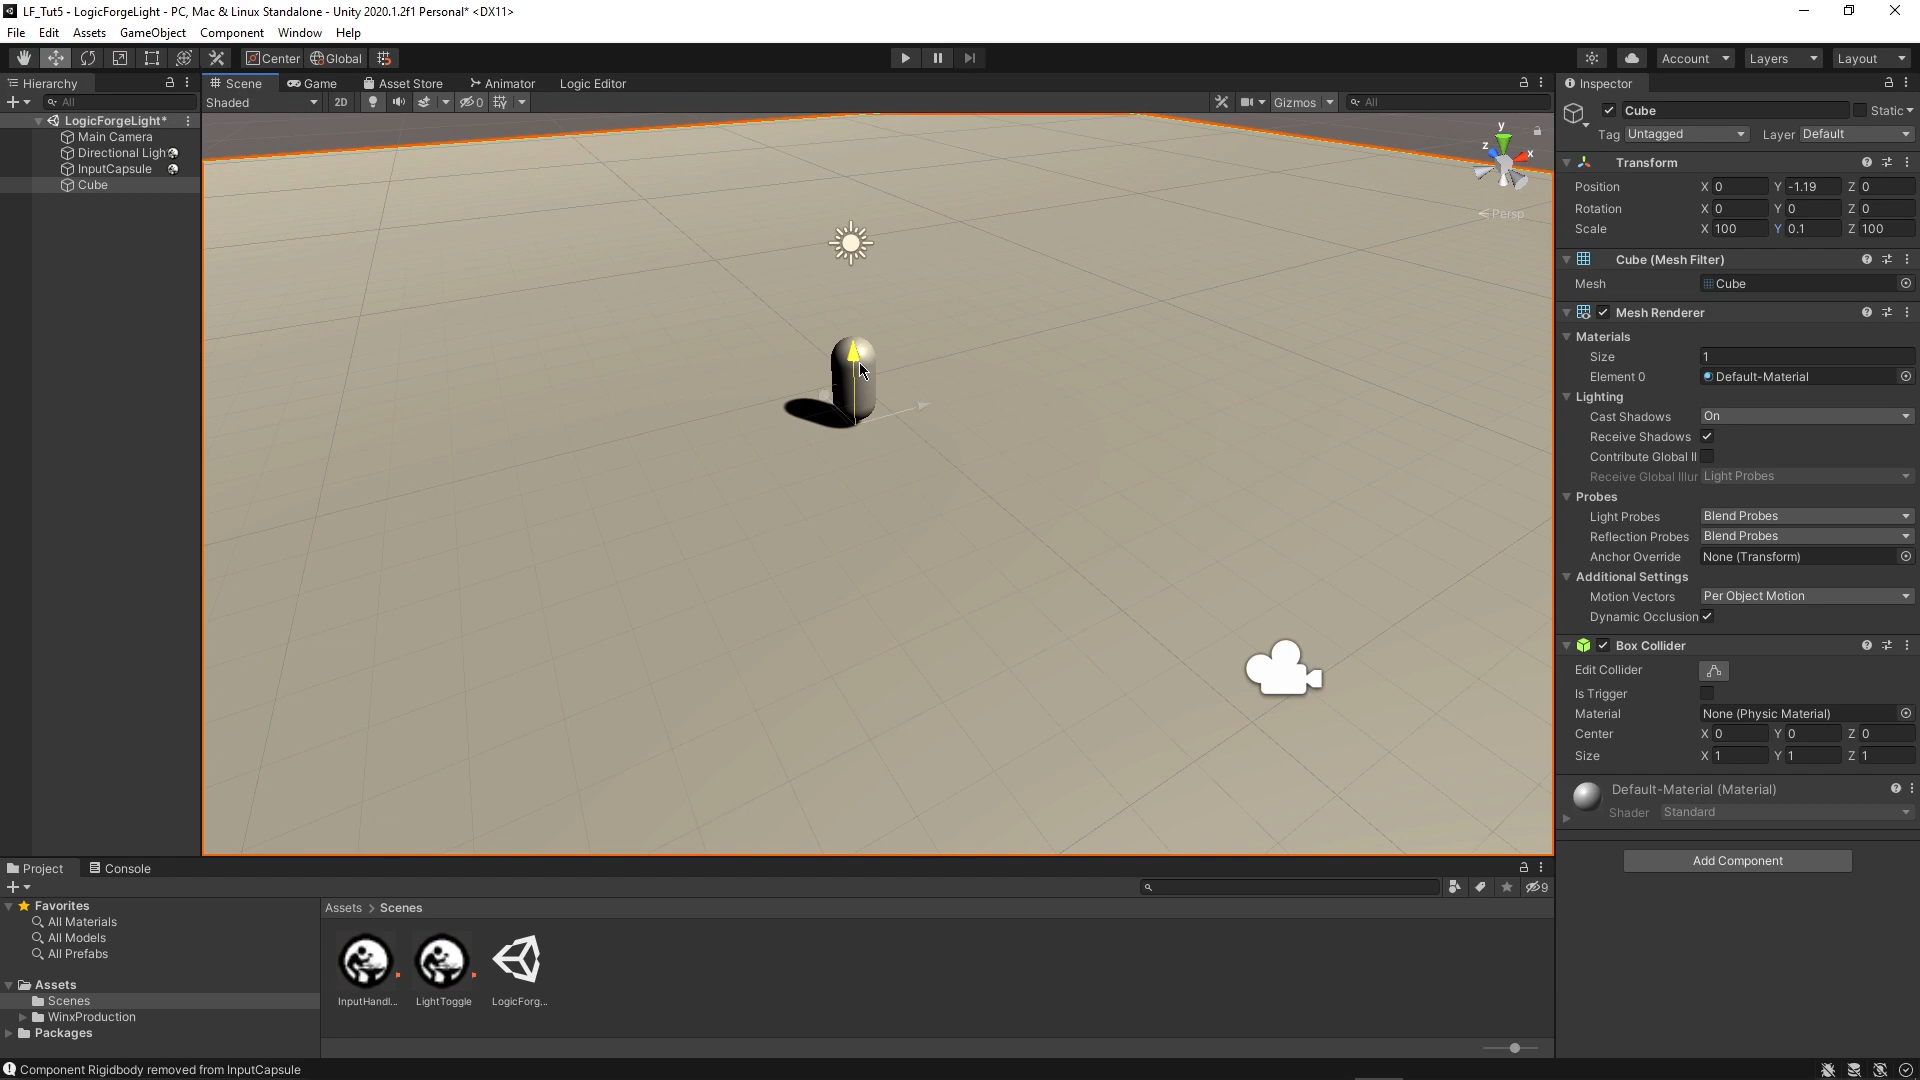 LF_Tut5 - LogicForgeLight - PC, Mac & Linux Standalone - Unity 2020.1.2f1 Personal* <DX11>
File Edit Assets GameObject Component Window Help
Center Global Account Layers Layout
Hierarchy
All
LogicForgeLight*
Main Camera
Directional Ligh
InputCapsule
Cube
Scene Game Asset Store Animator Logic Editor
Shaded 2D 0 Gizmos All
y
z x
Persp
Inspector
Cube Static
Tag Untagged Layer Default
Transform
Position X 0 Y -1.19 Z 0
Rotation X 0 Y 0 Z 0
Scale X 100 Y 0.1 Z 100
Cube (Mesh Filter)
Mesh Cube
Mesh Renderer
Materials
Size 1
Element 0 Default-Material
Lighting
Cast Shadows On
Receive Shadows
Contribute Global Il
Receive Global Illur Light Probes
Probes
Light Probes Blend Probes
Reflection Probes Blend Probes
Anchor Override None (Transform)
Additional Settings
Motion Vectors Per Object Motion
Dynamic Occlusion
Box Collider
Edit Collider
Is Trigger
Material None (Physic Material)
Center X 0 Y 0 Z 0
Size X 1 Y 1 Z 1
Default-Material (Material)
Shader Standard
Add Component
Project Console
9
Favorites
All Materials
All Models
All Prefabs
Assets
Scenes
WinxProduction
Packages
Assets > Scenes
InputHandl... LightToggle LogicForg...
Component Rigidbody removed from InputCapsule